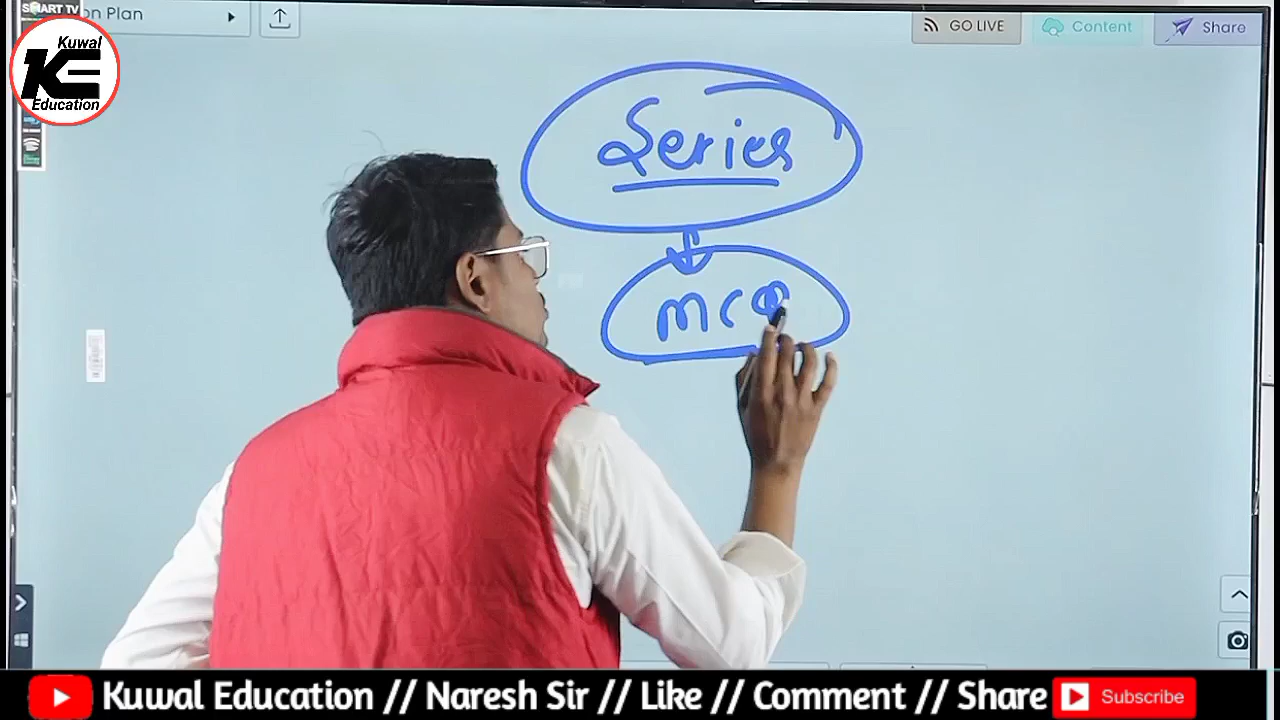 SMART TV
on Plan
GO LIVE
Content
Share
Kuwal
KE
Education
Series
MCQ
Kuwal Education // Naresh Sir // Like // Comment // Share
Subscribe